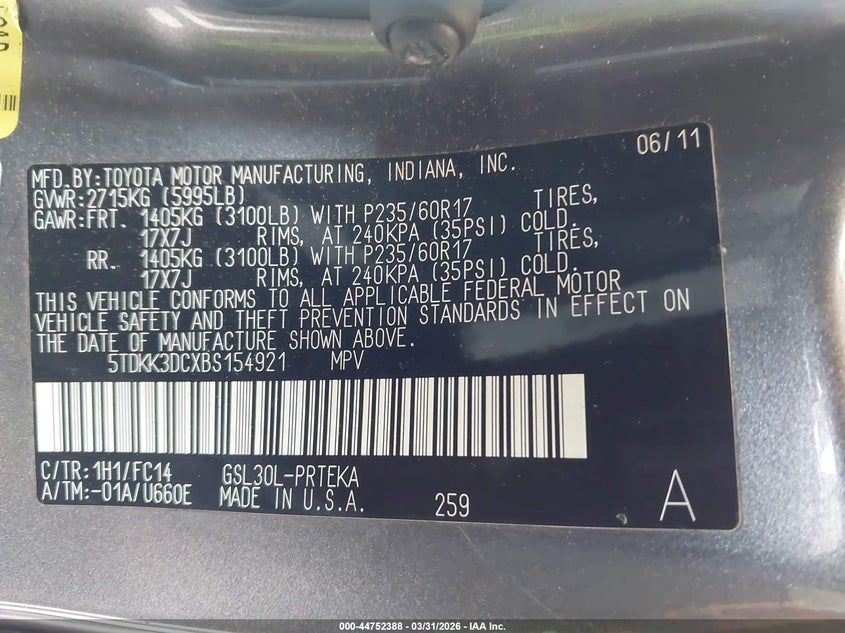 06/11
MFD.BY:TOYOTA MOTOR MANUFACTURING, INDIANA, INC.
GVWR:2715KG (5995LB)
GAWR:FRT. 1405KG (3100LB) WITH P235/60R17 TIRES,
17X7J RIMS, AT 240KPA (35PSI) COLD.
RR. 1405KG (3100LB) WITH P235/60R17 TIRES,
17X7J RIMS, AT 240KPA (35PSI) COLD.
THIS VEHICLE CONFORMS TO ALL APPLICABLE FEDERAL MOTOR
VEHICLE SAFETY AND THEFT PREVENTION STANDARDS IN EFFECT ON
THE DATE OF MANUFACTURE SHOWN ABOVE.
5TDKK3DCXBS154921 MPV
C/TR:1H1/FC14 GSL30L-PRTEKA
A/TM:-01A/U660E MADE IN U.S.A. 259 A
000-44752388 - 03/31/2026 - IAA Inc.